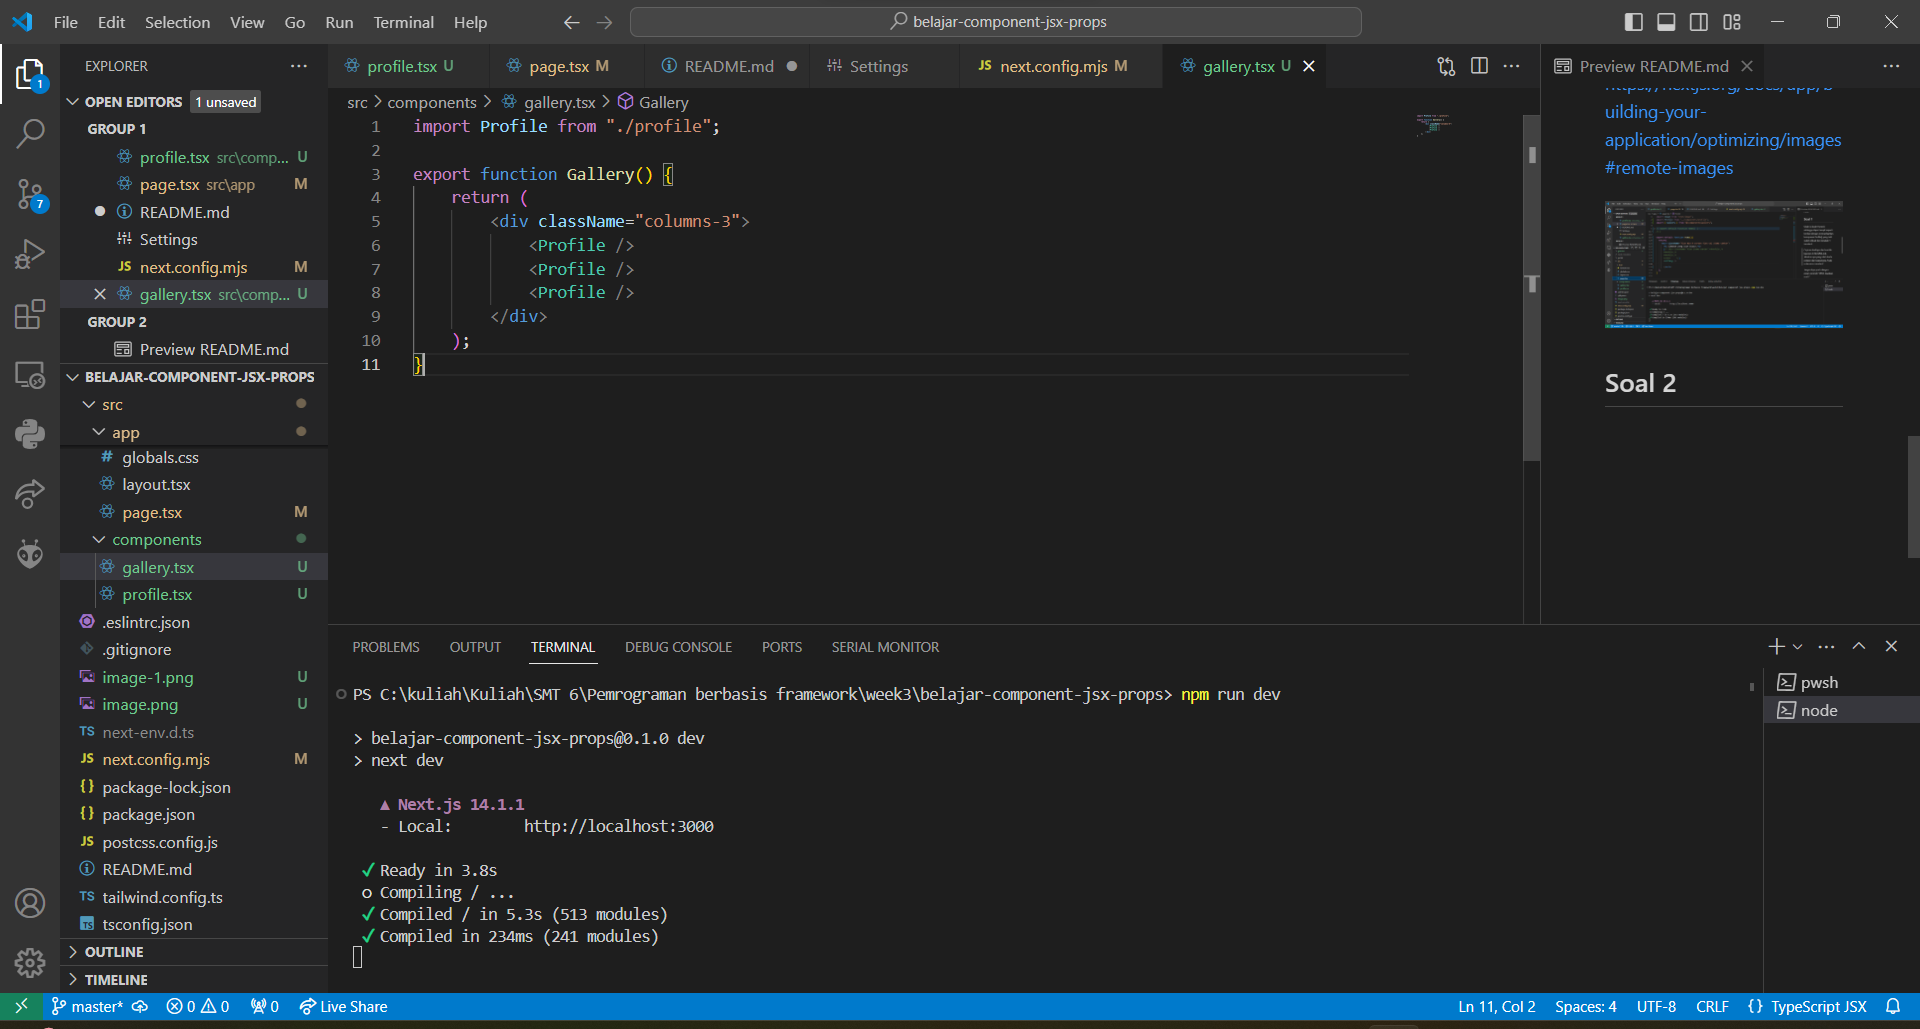 File Edit Selection View Go Run Terminal Help
belajar-component-jsx-props
EXPLORER
OPEN EDITORS 1 unsaved
GROUP 1
profile.tsx src\comp... U
page.tsx src\app M
README.md
Settings
next.config.mjs M
gallery.tsx src\comp... U
GROUP 2
Preview README.md
BELAJAR-COMPONENT-JSX-PROPS
src
app
globals.css
layout.tsx
page.tsx M
components
gallery.tsx U
profile.tsx U
.eslintrc.json
.gitignore
image-1.png U
image.png U
next-env.d.ts
next.config.mjs M
package-lock.json
package.json
postcss.config.js
README.md
tailwind.config.ts
tsconfig.json
OUTLINE
TIMELINE
1
7
profile.tsx U
page.tsx M
README.md
Settings
next.config.mjs M
gallery.tsx U
src > components > gallery.tsx > Gallery
1 import Profile from "./profile";
2
3 export function Gallery() {
4 return (
5 <div className="columns-3">
6 <Profile />
7 <Profile />
8 <Profile />
9 </div>
10 );
11 }
Preview README.md
https://nextjs.org/docs/app/b
uilding-your-
application/optimizing/images
#remote-images
Soal 2
PROBLEMS OUTPUT TERMINAL DEBUG CONSOLE PORTS SERIAL MONITOR
PS C:\kuliah\Kuliah\SMT 6\Pemrograman berbasis framework\week3\belajar-component-jsx-props> npm run dev
> belajar-component-jsx-props@0.1.0 dev
> next dev
▲ Next.js 14.1.1
- Local: http://localhost:3000
✓ Ready in 3.8s
○ Compiling / ...
✓ Compiled / in 5.3s (513 modules)
✓ Compiled in 234ms (241 modules)
pwsh
node
master* 0 0 0 Live Share
Ln 11, Col 2 Spaces: 4 UTF-8 CRLF {} TypeScript JSX